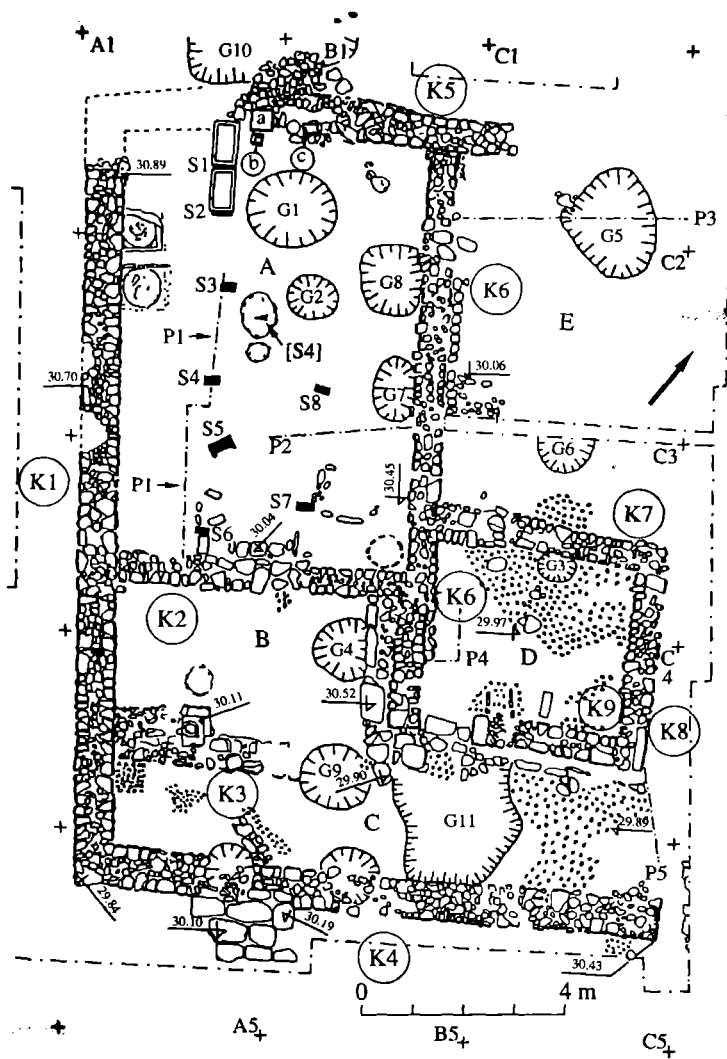 A1
G10
B1
C1
K5
a
b
c
S1
30.89
S2
G1
P3
G5
C2
A
G8
S3
G2
K6
E
P1
[S4]
30.06
30.70
S4
S8
G7
S5
P2
G6
C3
K1
P1
30.45
S7
K7
S6
30.04
G3
K2
K6
B
29.97
C
4
G4
P4
D
30.11
30.52
K9
K8
G9
29.90
K3
C
G11
29.89
P5
29.84
30.10
30.19
K4
30.43
0 4 m
A5
B5
C5